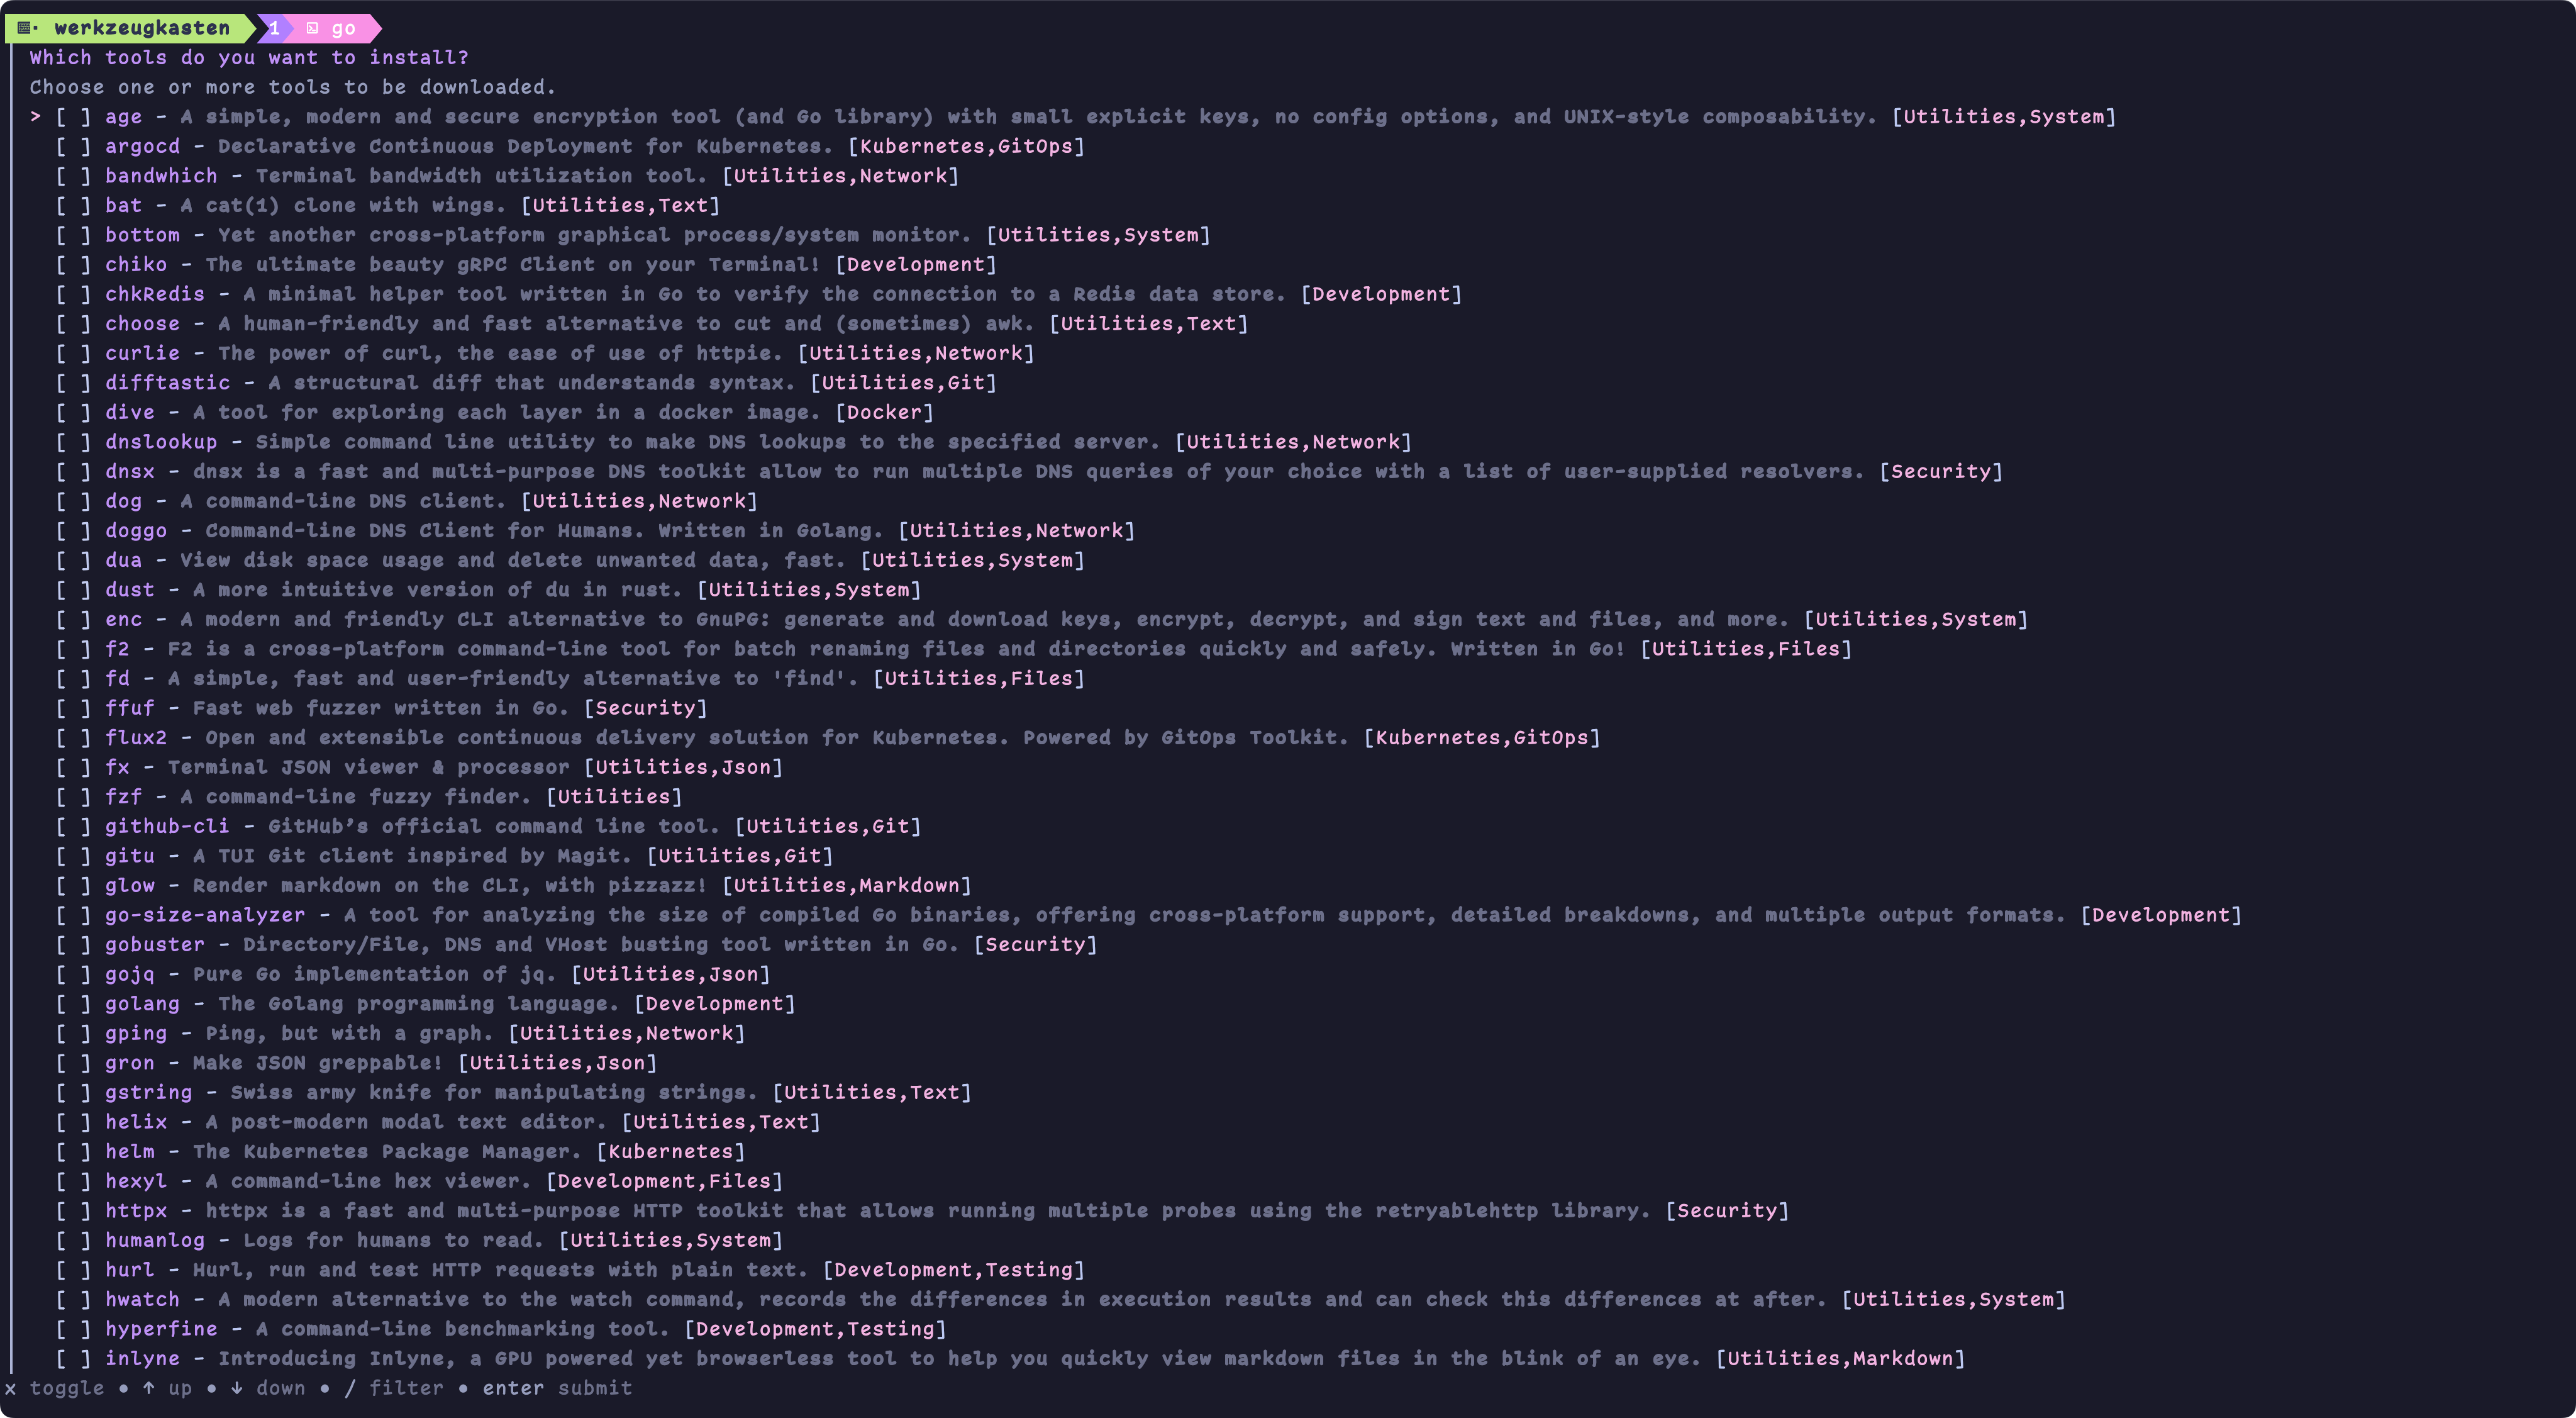 werkzeugkasten 1 go
Which tools do you want to install?
Choose one or more tools to be downloaded.
> [ ] age - A simple, modern and secure encryption tool (and Go library) with small explicit keys, no config options, and UNIX-style composability. [Utilities,System]
[ ] argocd - Declarative Continuous Deployment for Kubernetes. [Kubernetes,GitOps]
[ ] bandwhich - Terminal bandwidth utilization tool. [Utilities,Network]
[ ] bat - A cat(1) clone with wings. [Utilities,Text]
[ ] bottom - Yet another cross-platform graphical process/system monitor. [Utilities,System]
[ ] chiko - The ultimate beauty gRPC Client on your Terminal! [Development]
[ ] chkRedis - A minimal helper tool written in Go to verify the connection to a Redis data store. [Development]
[ ] choose - A human-friendly and fast alternative to cut and (sometimes) awk. [Utilities,Text]
[ ] curlie - The power of curl, the ease of use of httpie. [Utilities,Network]
[ ] difftastic - A structural diff that understands syntax. [Utilities,Git]
[ ] dive - A tool for exploring each layer in a docker image. [Docker]
[ ] dnslookup - Simple command line utility to make DNS lookups to the specified server. [Utilities,Network]
[ ] dnsx - dnsx is a fast and multi-purpose DNS toolkit allow to run multiple DNS queries of your choice with a list of user-supplied resolvers. [Security]
[ ] dog - A command-line DNS client. [Utilities,Network]
[ ] doggo - Command-line DNS Client for Humans. Written in Golang. [Utilities,Network]
[ ] dua - View disk space usage and delete unwanted data, fast. [Utilities,System]
[ ] dust - A more intuitive version of du in rust. [Utilities,System]
[ ] enc - A modern and friendly CLI alternative to GnuPG: generate and download keys, encrypt, decrypt, and sign text and files, and more. [Utilities,System]
[ ] f2 - F2 is a cross-platform command-line tool for batch renaming files and directories quickly and safely. Written in Go! [Utilities,Files]
[ ] fd - A simple, fast and user-friendly alternative to 'find'. [Utilities,Files]
[ ] ffuf - Fast web fuzzer written in Go. [Security]
[ ] flux2 - Open and extensible continuous delivery solution for Kubernetes. Powered by GitOps Toolkit. [Kubernetes,GitOps]
[ ] fx - Terminal JSON viewer & processor [Utilities,Json]
[ ] fzf - A command-line fuzzy finder. [Utilities]
[ ] github-cli - GitHub’s official command line tool. [Utilities,Git]
[ ] gitu - A TUI Git client inspired by Magit. [Utilities,Git]
[ ] glow - Render markdown on the CLI, with pizzazz! [Utilities,Markdown]
[ ] go-size-analyzer - A tool for analyzing the size of compiled Go binaries, offering cross-platform support, detailed breakdowns, and multiple output formats. [Development]
[ ] gobuster - Directory/File, DNS and VHost busting tool written in Go. [Security]
[ ] gojq - Pure Go implementation of jq. [Utilities,Json]
[ ] golang - The Golang programming language. [Development]
[ ] gping - Ping, but with a graph. [Utilities,Network]
[ ] gron - Make JSON greppable! [Utilities,Json]
[ ] gstring - Swiss army knife for manipulating strings. [Utilities,Text]
[ ] helix - A post-modern modal text editor. [Utilities,Text]
[ ] helm - The Kubernetes Package Manager. [Kubernetes]
[ ] hexyl - A command-line hex viewer. [Development,Files]
[ ] httpx - httpx is a fast and multi-purpose HTTP toolkit that allows running multiple probes using the retryablehttp library. [Security]
[ ] humanlog - Logs for humans to read. [Utilities,System]
[ ] hurl - Hurl, run and test HTTP requests with plain text. [Development,Testing]
[ ] hwatch - A modern alternative to the watch command, records the differences in execution results and can check this differences at after. [Utilities,System]
[ ] hyperfine - A command-line benchmarking tool. [Development,Testing]
[ ] inlyne - Introducing Inlyne, a GPU powered yet browserless tool to help you quickly view markdown files in the blink of an eye. [Utilities,Markdown]
x toggle • ↑ up • ↓ down • / filter • enter submit